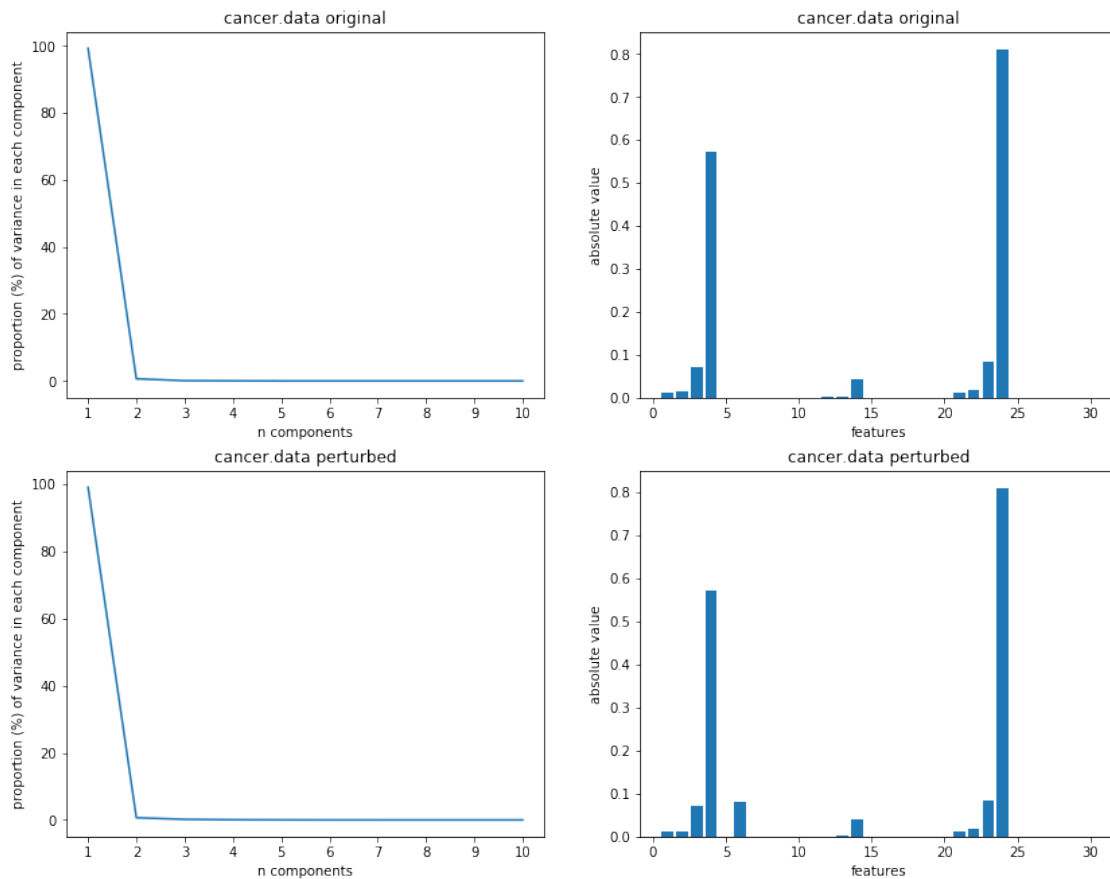 cancer.data original
100
80
60
40
20
0
proportion (%) of variance in each component
1 2 3 4 5 6 7 8 9 10
n components
cancer.data original
0.8
0.7
0.6
0.5
0.4
0.3
0.2
0.1
0.0
absolute value
0 5 10 15 20 25 30
features
cancer.data perturbed
100
80
60
40
20
0
proportion (%) of variance in each component
1 2 3 4 5 6 7 8 9 10
n components
cancer.data perturbed
0.8
0.7
0.6
0.5
0.4
0.3
0.2
0.1
0.0
absolute value
0 5 10 15 20 25 30
features